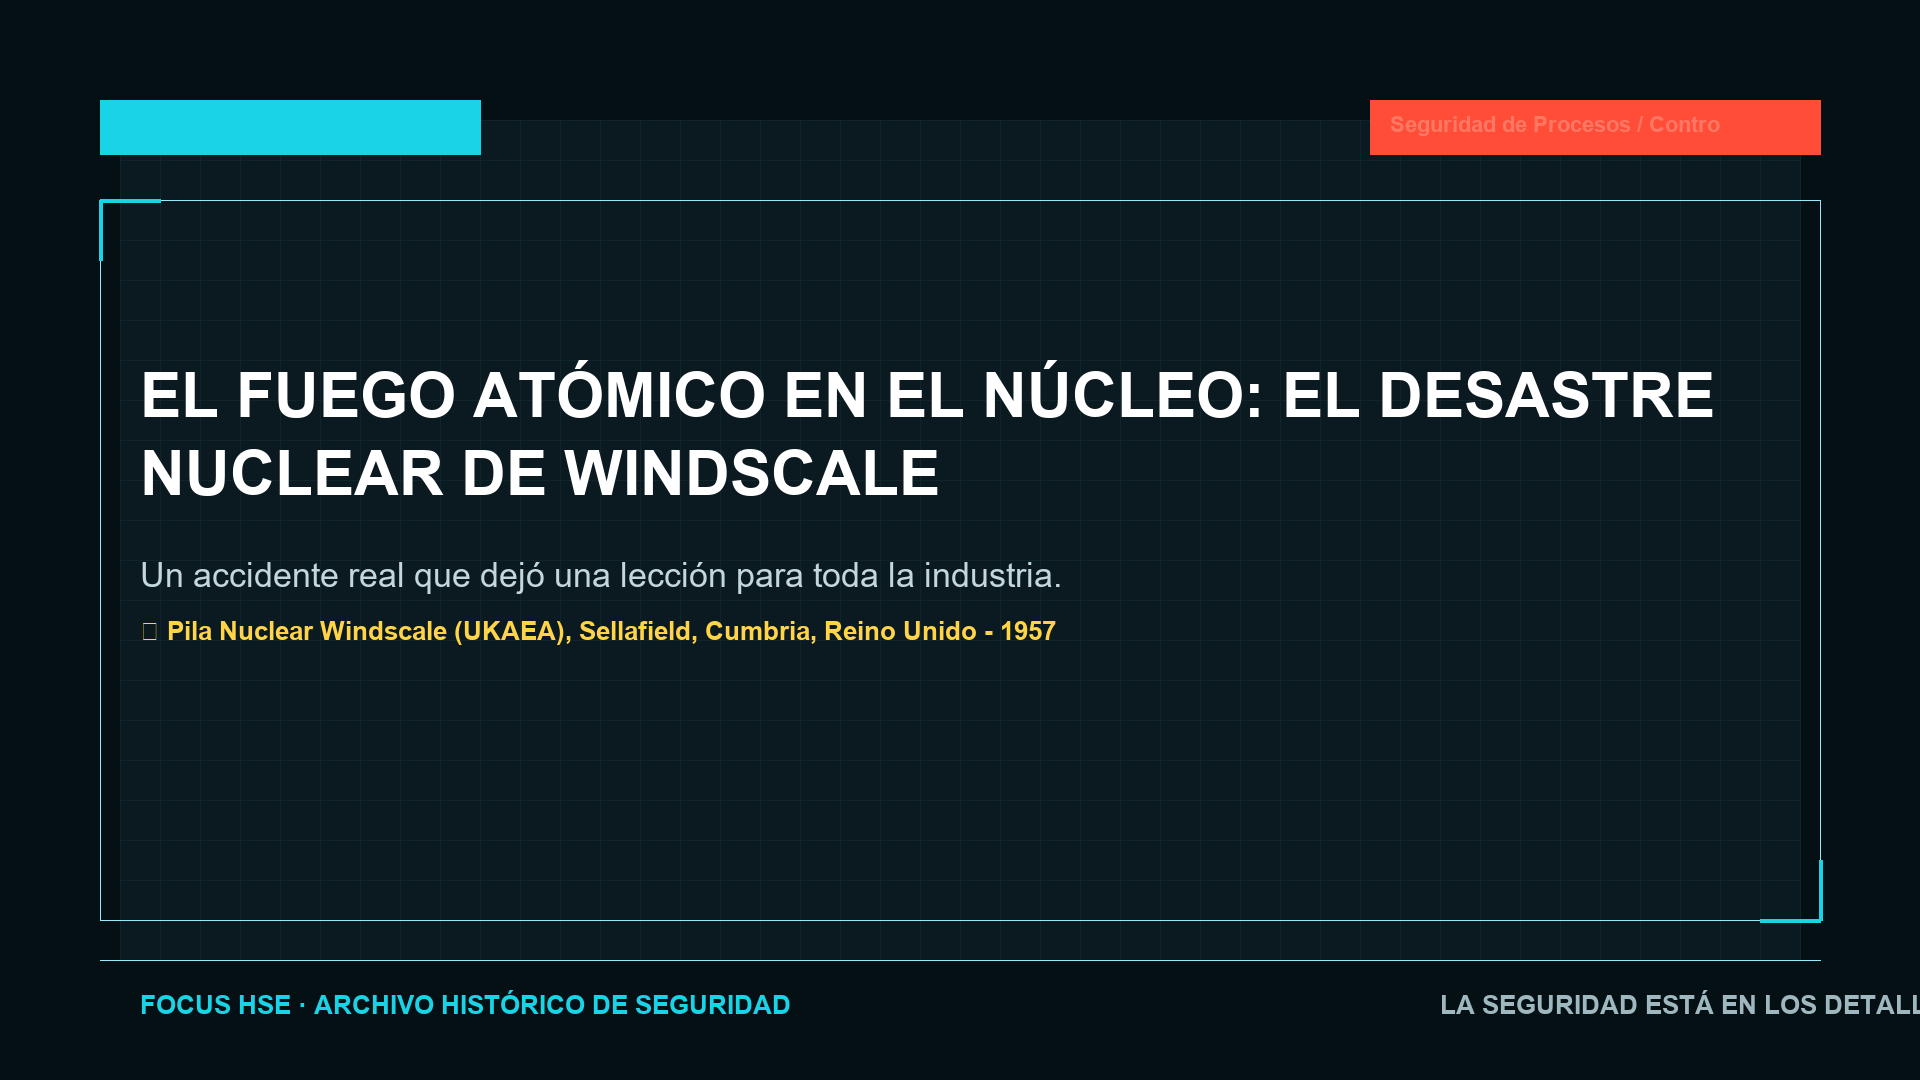 Seguridad de Procesos / Contro
EL FUEGO ATÓMICO EN EL NÚCLEO: EL DESASTRE
NUCLEAR DE WINDSCALE
Un accidente real que dejó una lección para toda la industria.
Pila Nuclear Windscale (UKAEA), Sellafield, Cumbria, Reino Unido - 1957
FOCUS HSE · ARCHIVO HISTÓRICO DE SEGURIDAD
LA SEGURIDAD ESTÁ EN LOS DETALL